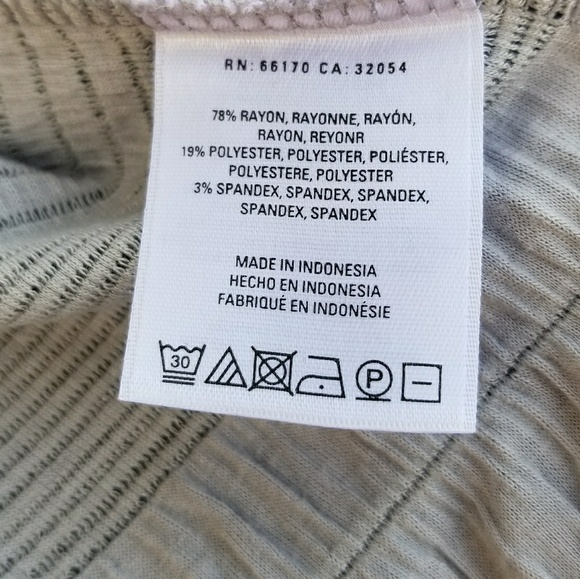 RN: 66170 CA: 32054
78% RAYON, RAYONNE, RAYÓN,
RAYON, REYONR
19% POLYESTER, POLYESTER, POLIÉSTER,
POLYESTERE, POLYESTER
3% SPANDEX, SPANDEX, SPANDEX,
SPANDEX, SPANDEX
MADE IN INDONESIA
HECHO EN INDONESIA
FABRIQUÉ EN INDONÉSIE
30 P